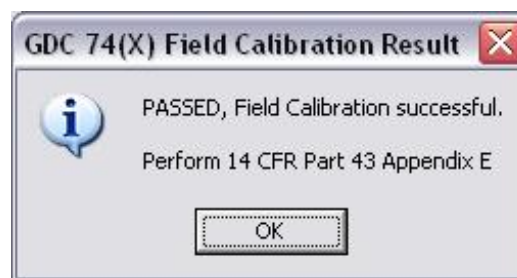 GDC 74(X) Field Calibration Result
PASSED, Field Calibration successful.
Perform 14 CFR Part 43 Appendix E
OK